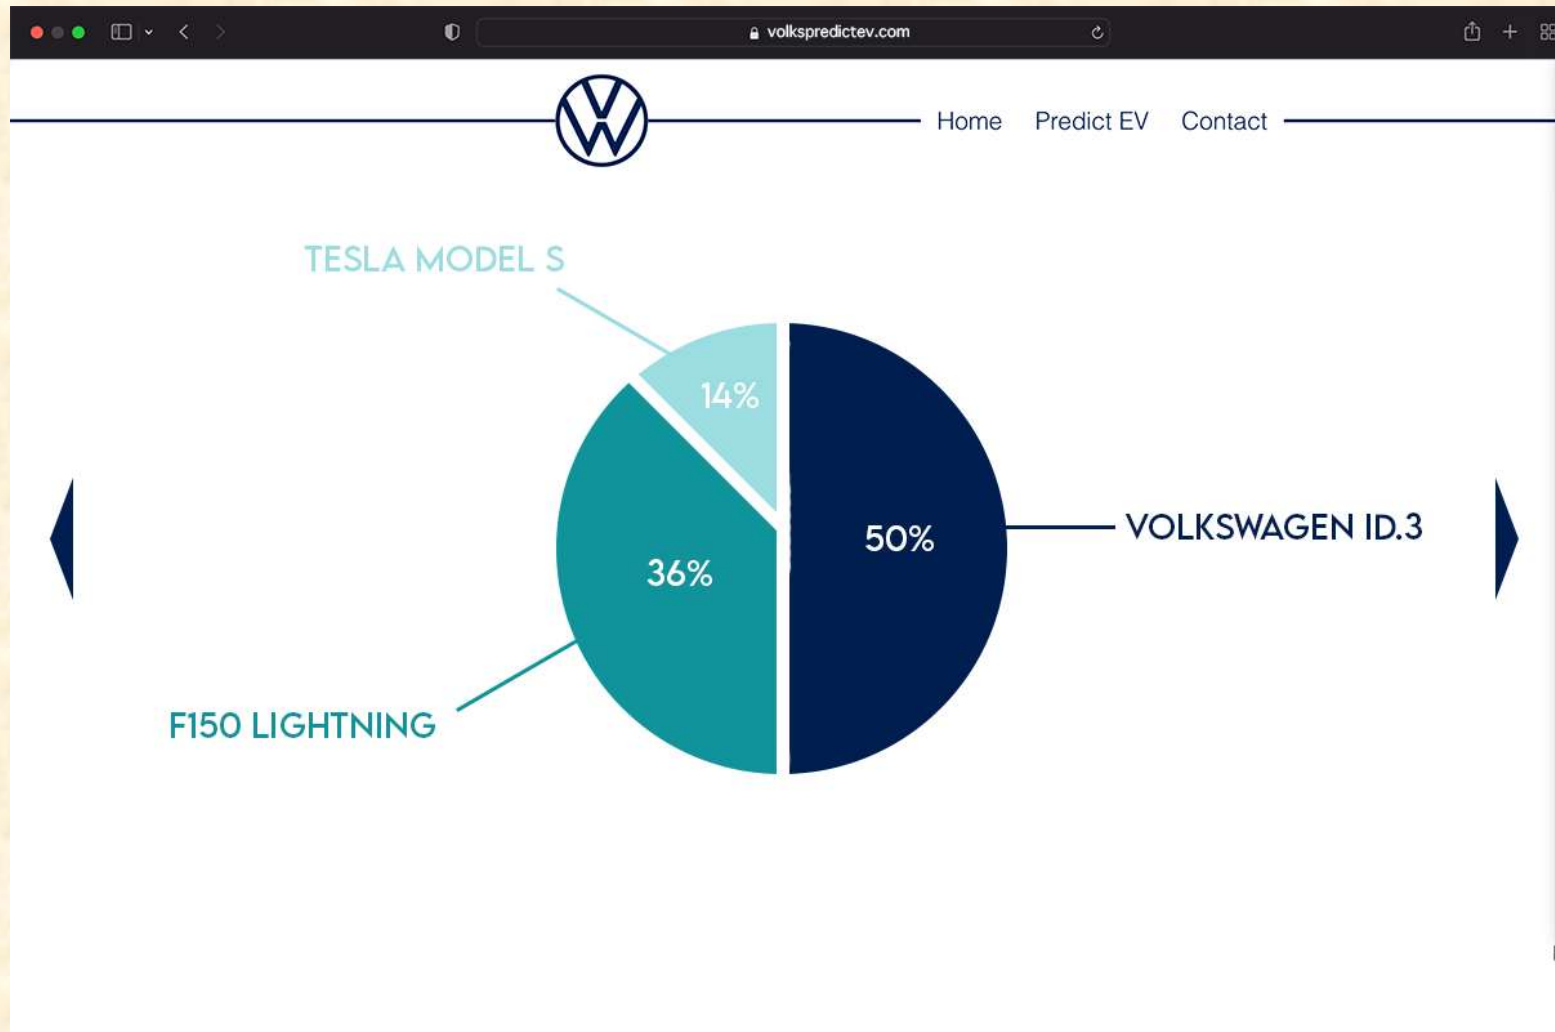 volkspredictev.com
Home Predict EV Contact
TESLA MODEL S
14%
50%
VOLKSWAGEN ID.3
36%
F150 LIGHTNING